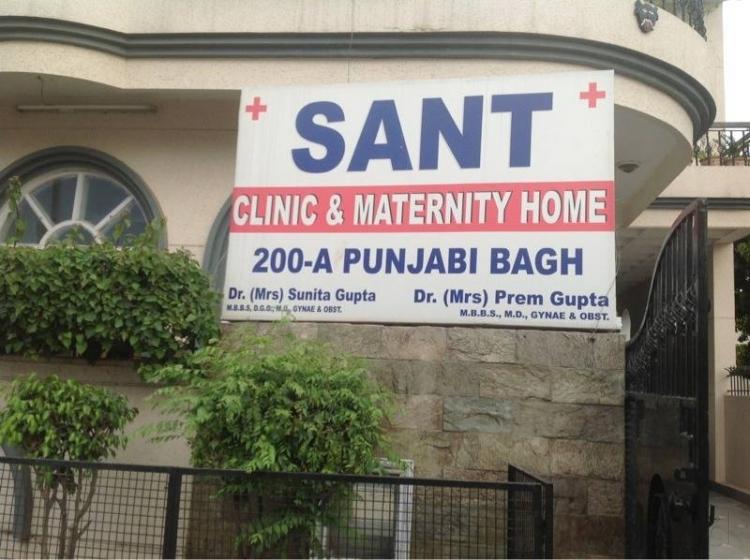 SANT
CLINIC & MATERNITY HOME
200-A PUNJABI BAGH
Dr. (Mrs) Sunita Gupta
M.B.B.S, D.G.O., M.D., GYNAE & OBST.
Dr. (Mrs) Prem Gupta
M.B.B.S., M.D., GYNAE & OBST.